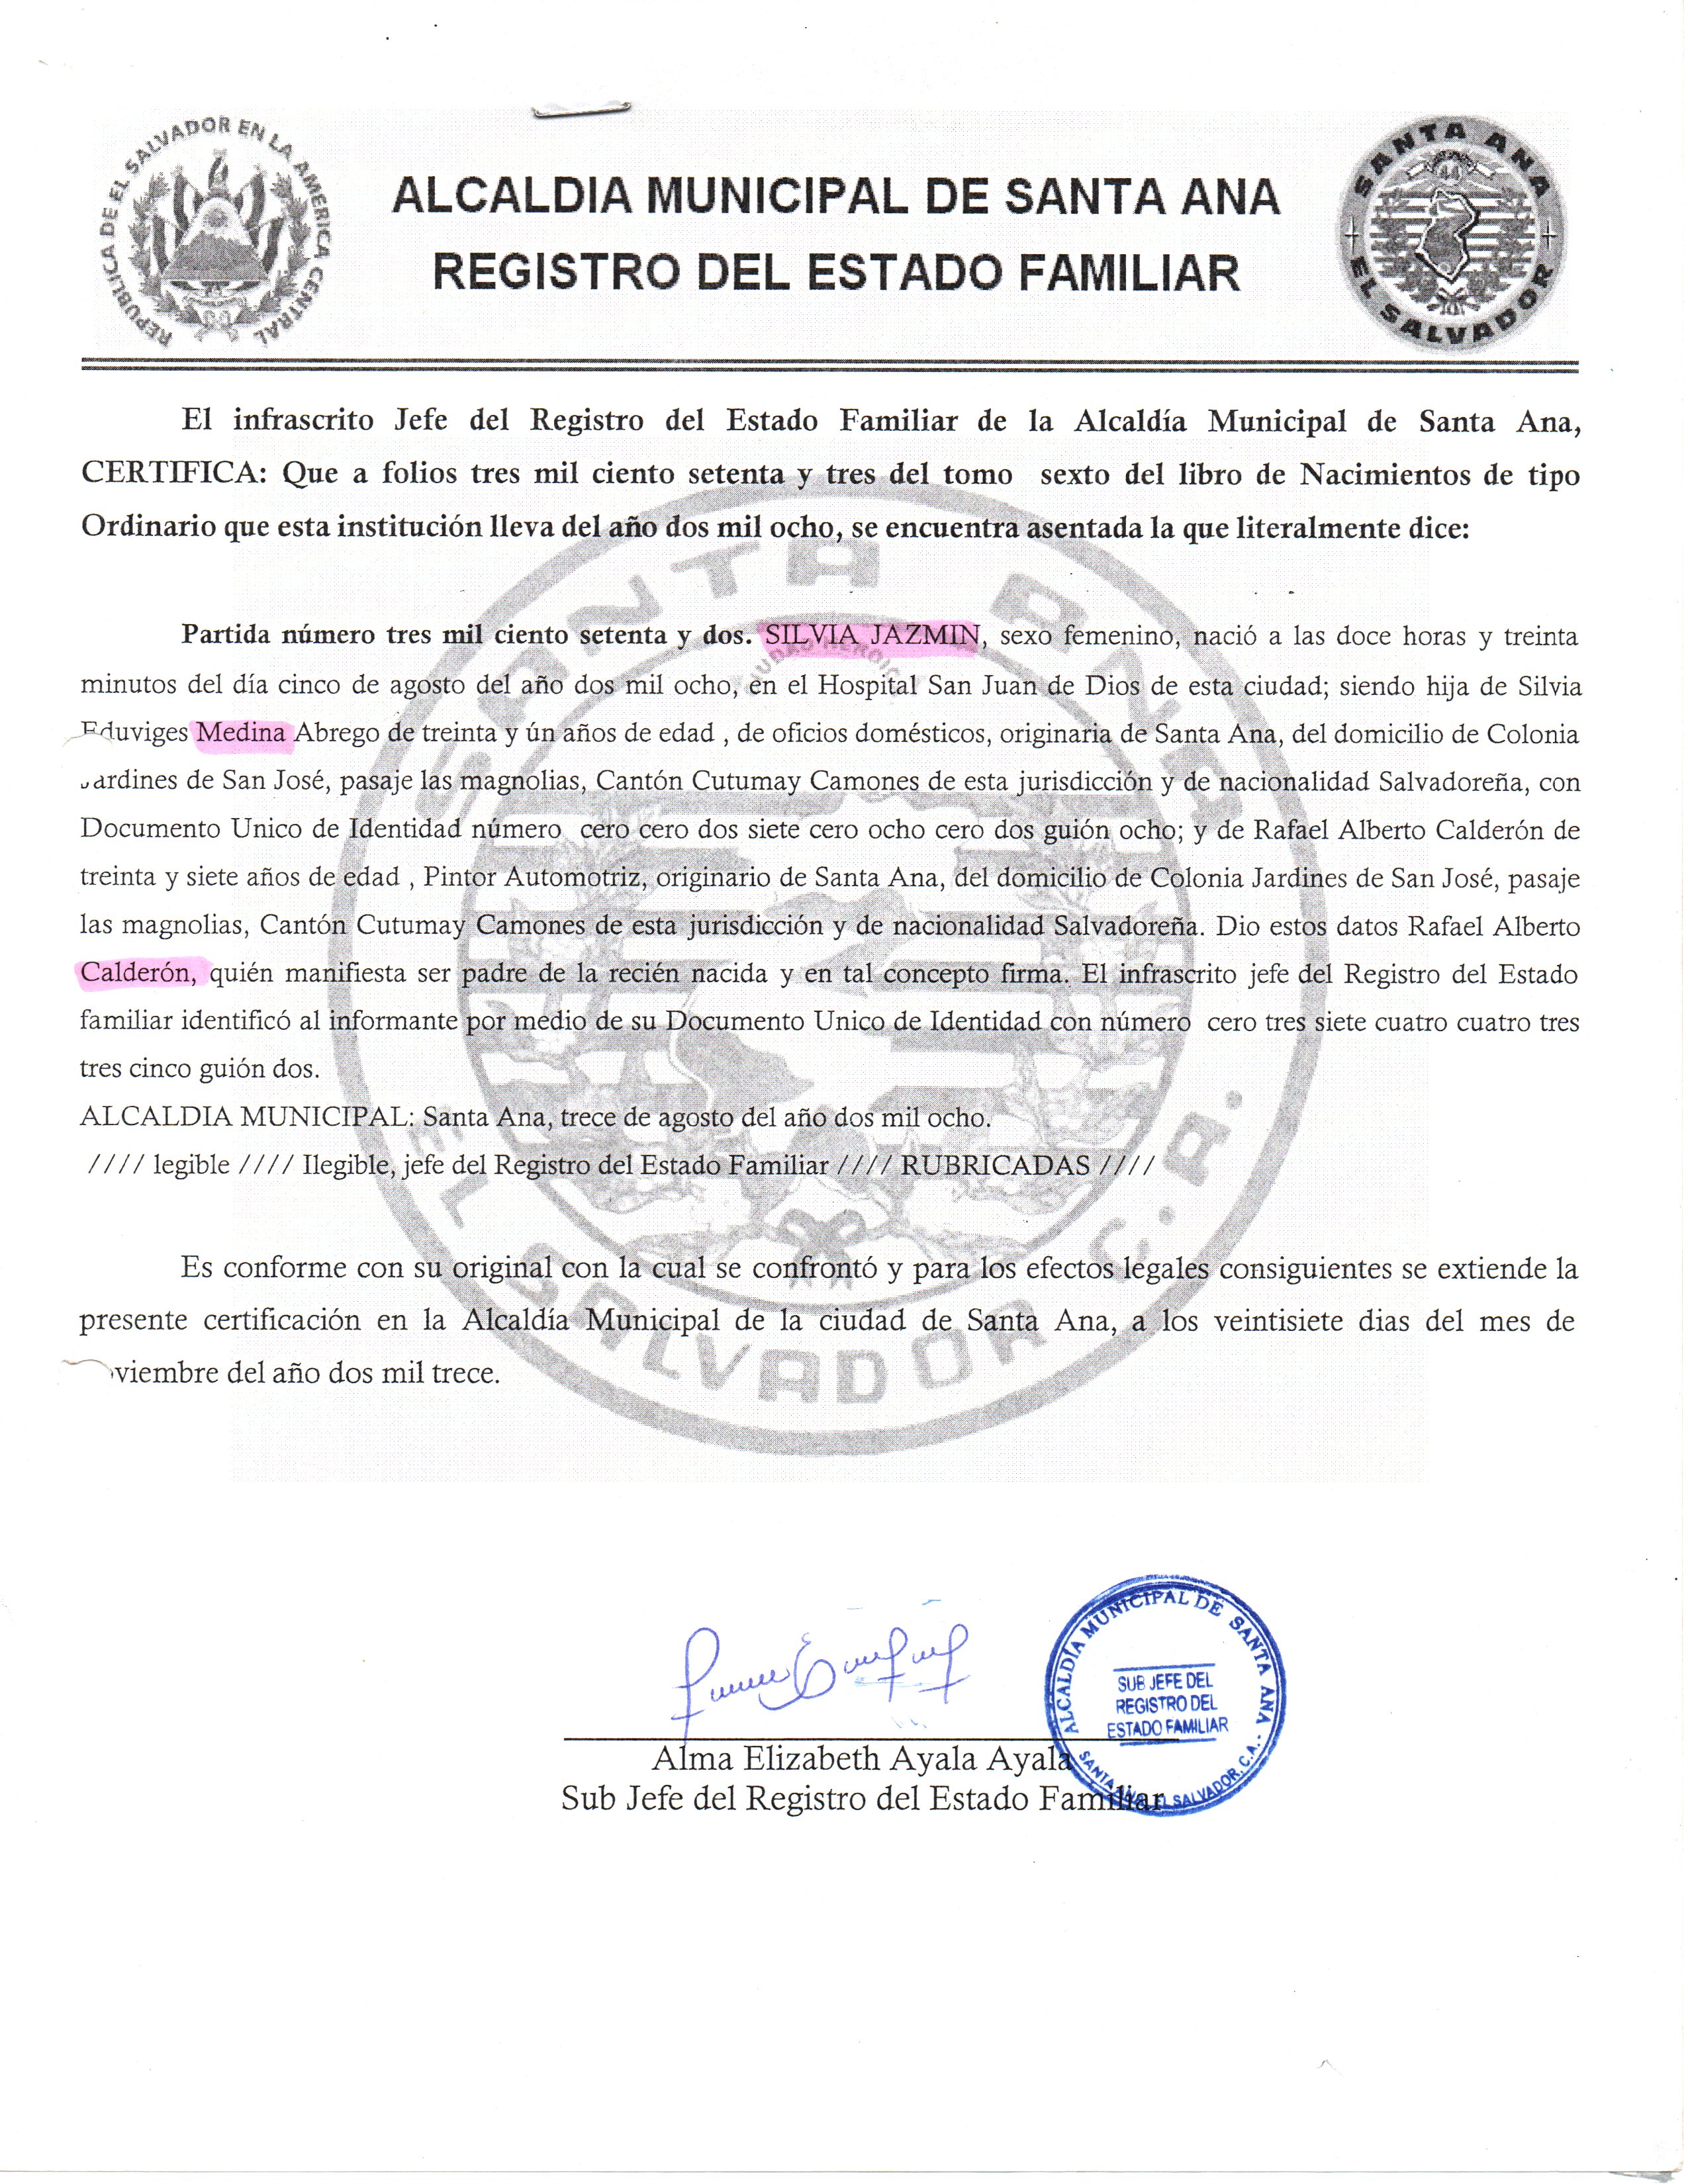 REPUBLICA DE EL SALVADOR EN LA AMERICA CENTRAL
ALCALDIA MUNICIPAL DE SANTA ANA
REGISTRO DEL ESTADO FAMILIAR
SANTA ANA
44
EL SALVADOR
El infrascrito Jefe del Registro del Estado Familiar de la Alcaldía Municipal de Santa Ana,
CERTIFICA: Que a folios tres mil ciento setenta y tres del tomo sexto del libro de Nacimientos de tipo
Ordinario que esta institución lleva del año dos mil ocho, se encuentra asentada la que literalmente dice:
Partida número tres mil ciento setenta y dos. SILVIA JAZMIN, sexo femenino, nació a las doce horas y treinta
minutos del día cinco de agosto del año dos mil ocho, en el Hospital San Juan de Dios de esta ciudad; siendo hija de Silvia
Eduviges Medina Abrego de treinta y ún años de edad , de oficios domésticos, originaria de Santa Ana, del domicilio de Colonia
Jardines de San José, pasaje las magnolias, Cantón Cutumay Camones de esta jurisdicción y de nacionalidad Salvadoreña, con
Documento Unico de Identidad número cero cero dos siete cero ocho cero dos guión ocho; y de Rafael Alberto Calderón de
treinta y siete años de edad , Pintor Automotriz, originario de Santa Ana, del domicilio de Colonia Jardines de San José, pasaje
las magnolias, Cantón Cutumay Camones de esta jurisdicción y de nacionalidad Salvadoreña. Dio estos datos Rafael Alberto
Calderón, quién manifiesta ser padre de la recién nacida y en tal concepto firma. El infrascrito jefe del Registro del Estado
familiar identificó al informante por medio de su Documento Unico de Identidad con número cero tres siete cuatro cuatro tres
tres cinco guión dos.
ALCALDIA MUNICIPAL: Santa Ana, trece de agosto del año dos mil ocho.
//// legible //// Ilegible, jefe del Registro del Estado Familiar //// RUBRICADAS ////
Es conforme con su original con la cual se confrontó y para los efectos legales consiguientes se extiende la
presente certificación en la Alcaldía Municipal de la ciudad de Santa Ana, a los veintisiete dias del mes de
viembre del año dos mil trece.
SANTA ANA
EL SALVADOR C.A.
ALCALDÍA MUNICIPAL DE SANTA ANA
SUB JEFE DEL
REGISTRO DEL
ESTADO FAMILIAR
SANTA ANA, EL SALVADOR, C.A.
Alma Elizabeth Ayala Ayala
Sub Jefe del Registro del Estado Familiar